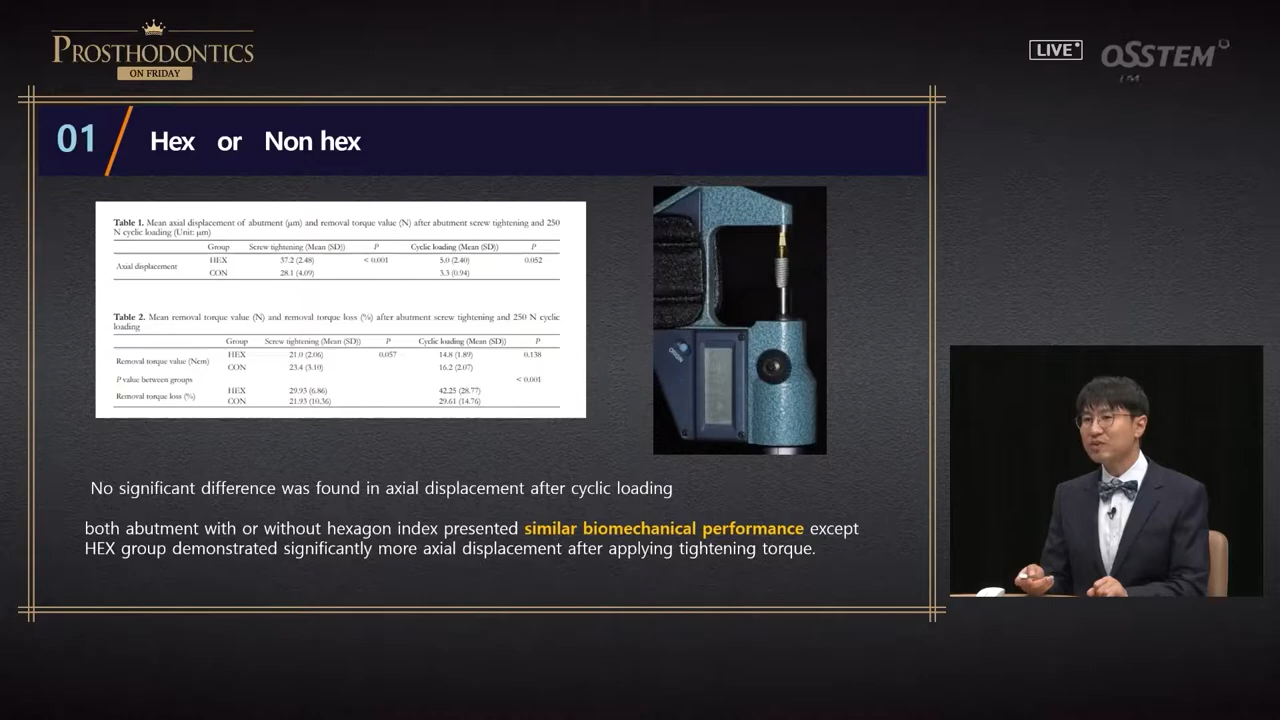 PROSTHODONTICS
ON FRIDAY
LIVE
OSSTEM
01 Hex or Non hex
Table 1. Mean axial displacement of abutment (μm) and removal torque value (N) after abutment screw tightening and 250
N cyclic loading (Unit: μm)
Group Screw tightening (Mean (SD)) P Cyclic loading (Mean (SD)) P
Axial displacement HEX 37.2 (2.48) < 0.001 5.0 (2.40) 0.052
CON 28.1 (4.09) 3.3 (0.94)
Table 2. Mean removal torque value (N) and removal torque loss (%) after abutment screw tightening and 250 N cyclic
loading
Group Screw tightening (Mean (SD)) P Cyclic loading (Mean (SD)) P
Removal torque value (Ncm) HEX 21.0 (2.06) 0.057 14.8 (1.89) 0.138
CON 23.4 (3.10) 16.2 (2.07)
P value between groups < 0.001
Removal torque loss (%) HEX 29.93 (6.86) 42.25 (28.77)
CON 21.93 (10.36) 29.61 (14.76)
ORIGIN
No significant difference was found in axial displacement after cyclic loading
both abutment with or without hexagon index presented similar biomechanical performance except
HEX group demonstrated significantly more axial displacement after applying tightening torque.